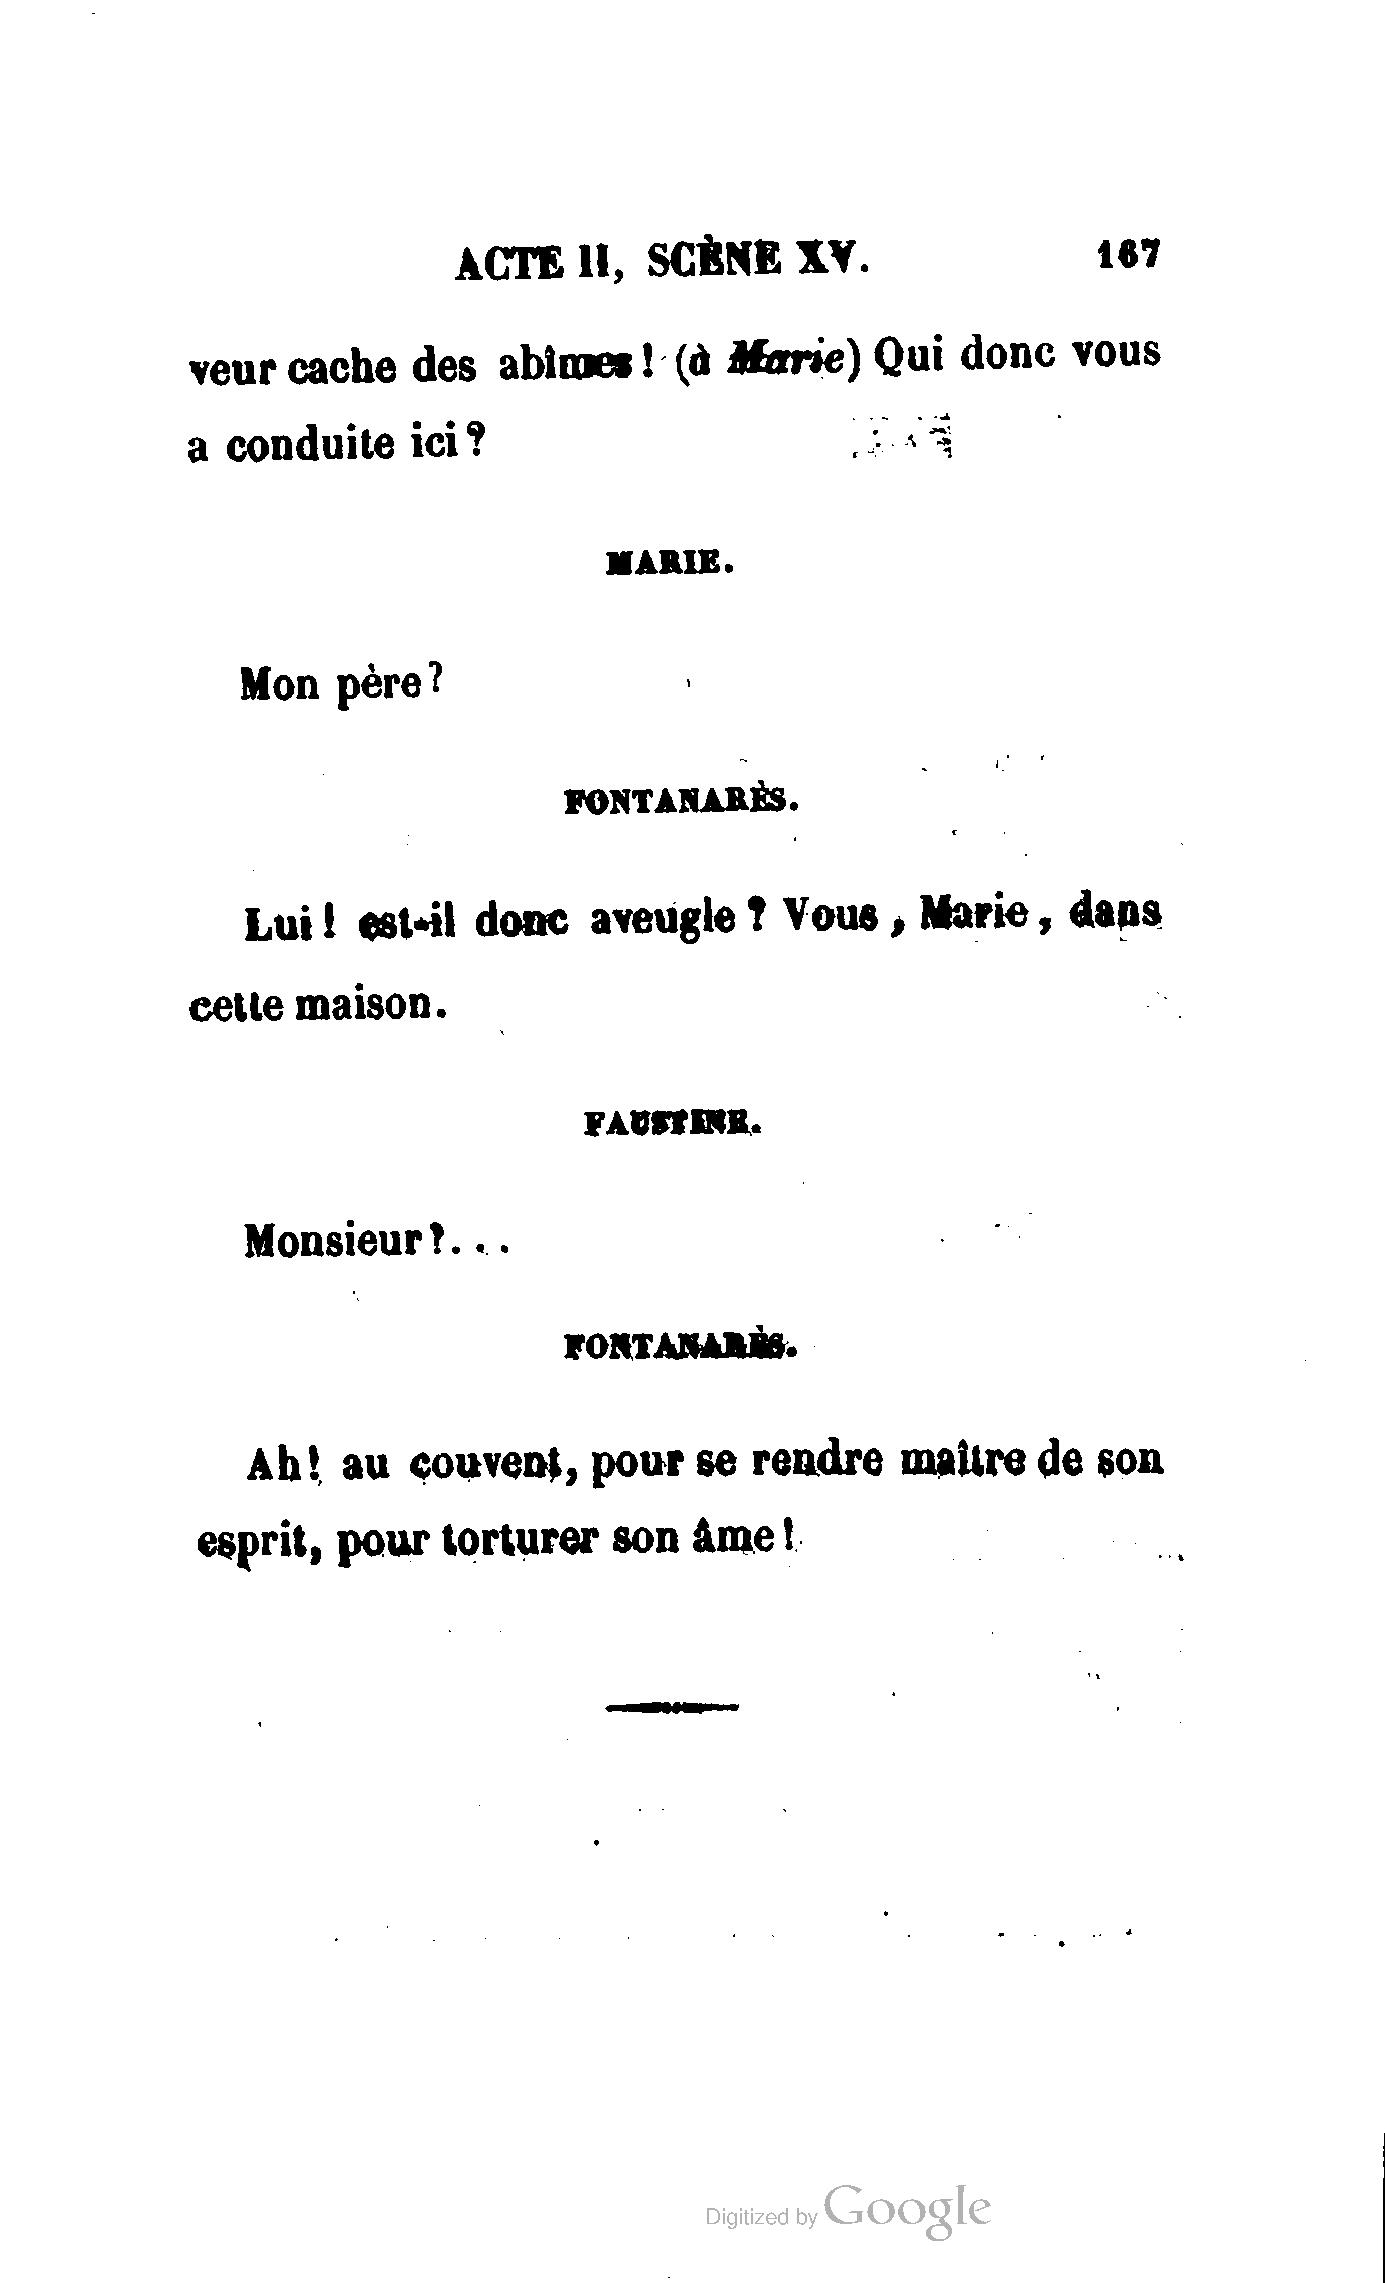 ACTE II, SCÈNE XV. 167
veur cache des abîmes ! (à Marie) Qui donc vous
a conduite ici ?
MARIE.
Mon père ?
FONTANARÈS.
Lui ! est-il donc aveugle ? Vous, Marie, dans
cette maison.
FAUSTINE.
Monsieur ?...
FONTANARÈS.
Ah ! au couvent, pour se rendre maître de son
esprit, pour torturer son âme !
Digitized by Google